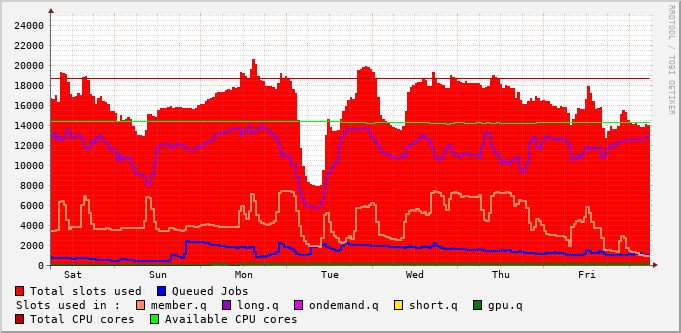 24000
22000
20000
18000
16000
14000
12000
10000
8000
6000
4000
2000
0
Sat Sun Mon Tue Wed Thu Fri
Total slots used Queued Jobs
Slots used in : member.q long.q ondemand.q short.q gpu.q
Total CPU cores Available CPU cores
RRDTOOL / TOBI OETIKER